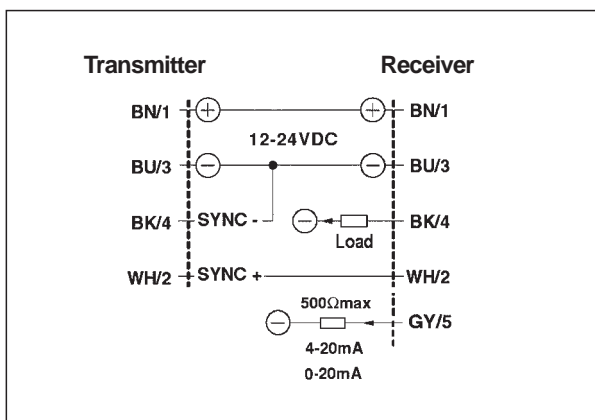 Transmitter Receiver
BN/1 + + BN/1
12-24VDC
BU/3 − − BU/3
BK/4 SYNC - − BK/4
Load
WH/2 SYNC + WH/2
500Ωmax
− GY/5
4-20mA
0-20mA